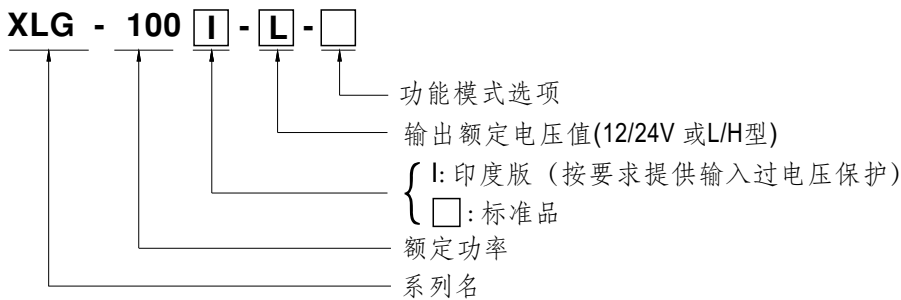 XLG - 100 I - L - □
功能模式选项
输出额定电压值(12/24V 或L/H型)
I: 印度版（按要求提供输入过电压保护）
□: 标准品
额定功率
系列名